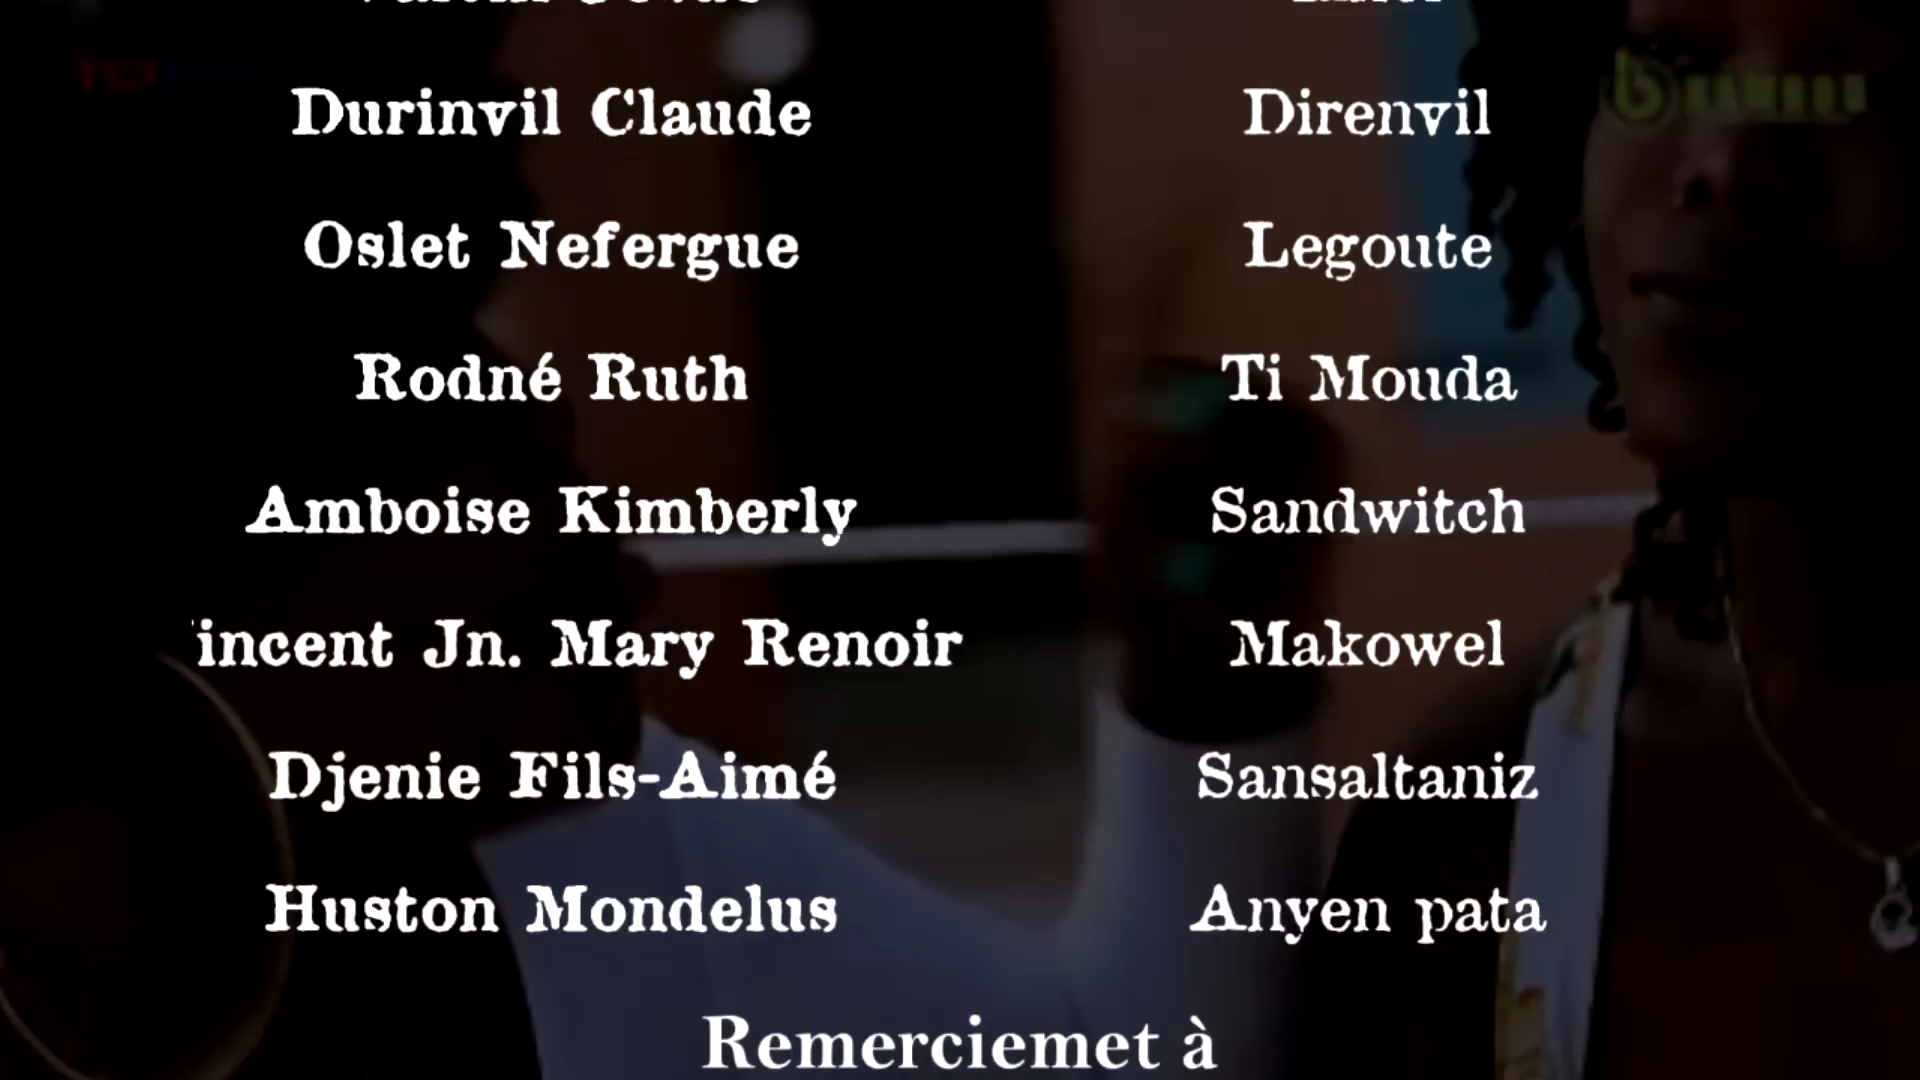 Durinvil Claude Direnvil
Oslet Nefergue Legoute
Rodné Ruth Ti Mouda
Amboise Kimberly Sandwitch
incent Jn. Mary Renoir Makowel
Djenie Fils-Aimé Sansaltaniz
Huston Mondelus Anyen pata
Remerciemet à